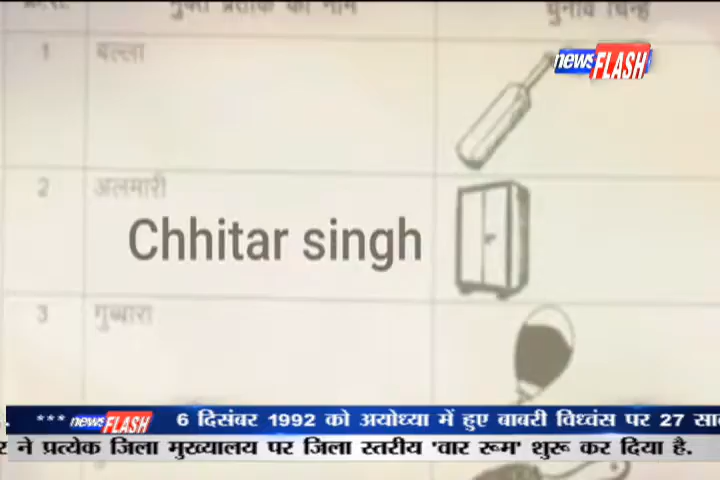 मुक्त प्रतीक का नाम चुनाव चिन्ह
1 बल्ला
news FLASH
2 अलमारी
Chhitar singh
3 गुब्बारा
*** news FLASH 6 दिसंबर 1992 को अयोध्या में हुए बाबरी विध्वंस पर 27 सा
ने प्रत्येक जिला मुख्यालय पर जिला स्तरीय 'वार रूम' शुरू कर दिया है.